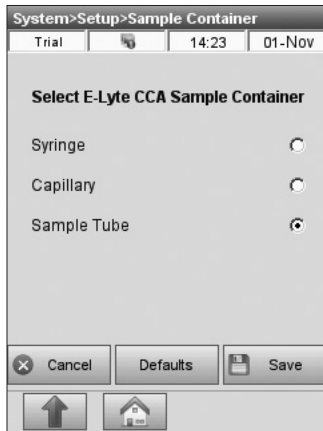 System>Setup>Sample Container
Trial 14:23 01-Nov
Select E-Lyte CCA Sample Container
Syringe
Capillary
Sample Tube
Cancel Defaults Save